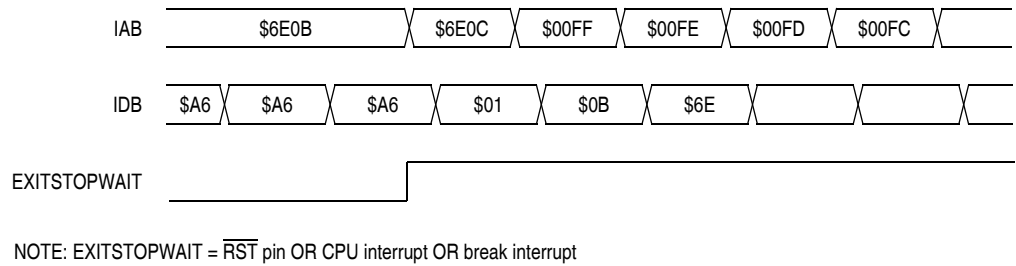 IAB $6E0B $6E0C $00FF $00FE $00FD $00FC
IDB $A6 $A6 $A6 $01 $0B $6E
EXITSTOPWAIT
NOTE: EXITSTOPWAIT = RST pin OR CPU interrupt OR break interrupt